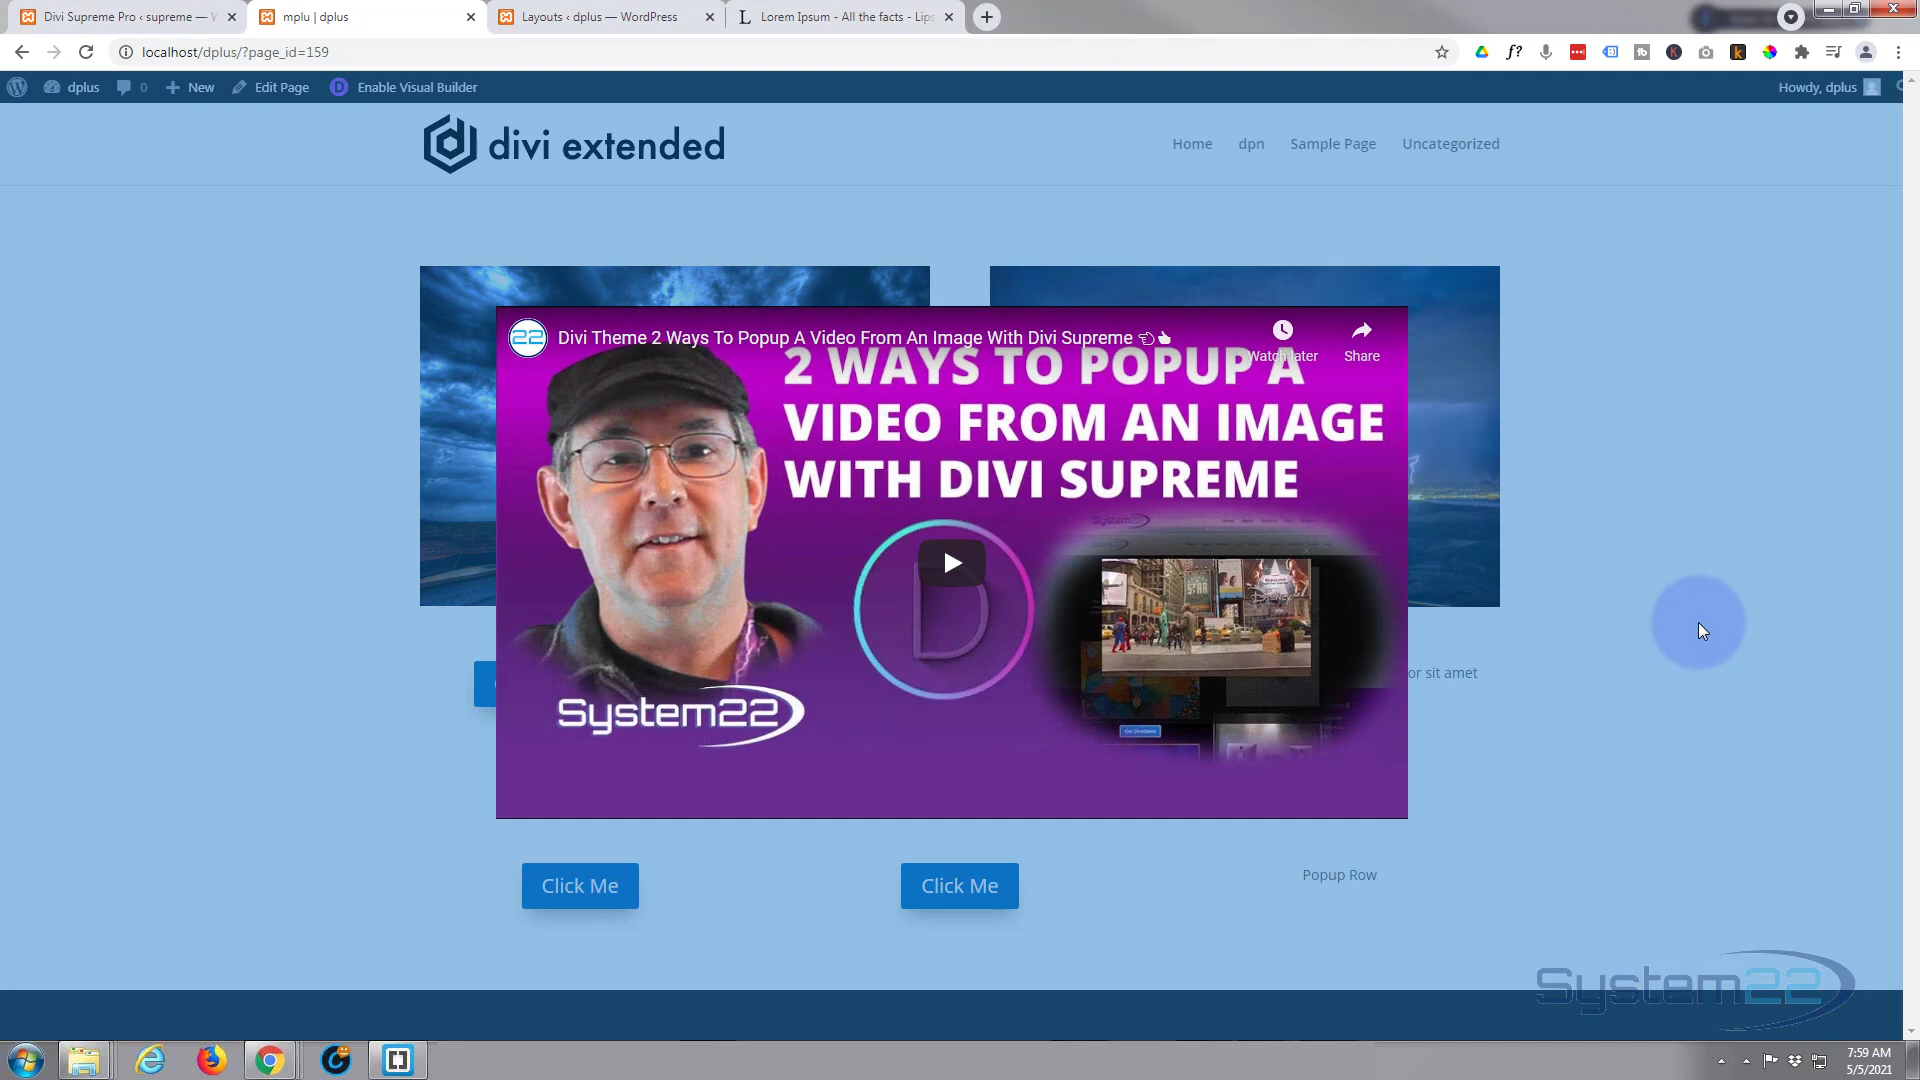 Divi Supreme Pro ‹ supreme — W
mplu | dplus
Layouts ‹ dplus — WordPress
Lorem Ipsum - All the facts - Lips
localhost/dplus/?page_id=159
dplus
0
New
Edit Page
Enable Visual Builder
Howdy, dplus
divi extended
Home
dpn
Sample Page
Uncategorized
22
Divi Theme 2 Ways To Popup A Video From An Image With Divi Supreme
Watch later
Share
2 WAYS TO POPUP A
VIDEO FROM AN IMAGE
WITH DIVI SUPREME
D
System22
Get Directions
or sit amet
Click Me
Click Me
Popup Row
System22
7:59 AM
5/5/2021